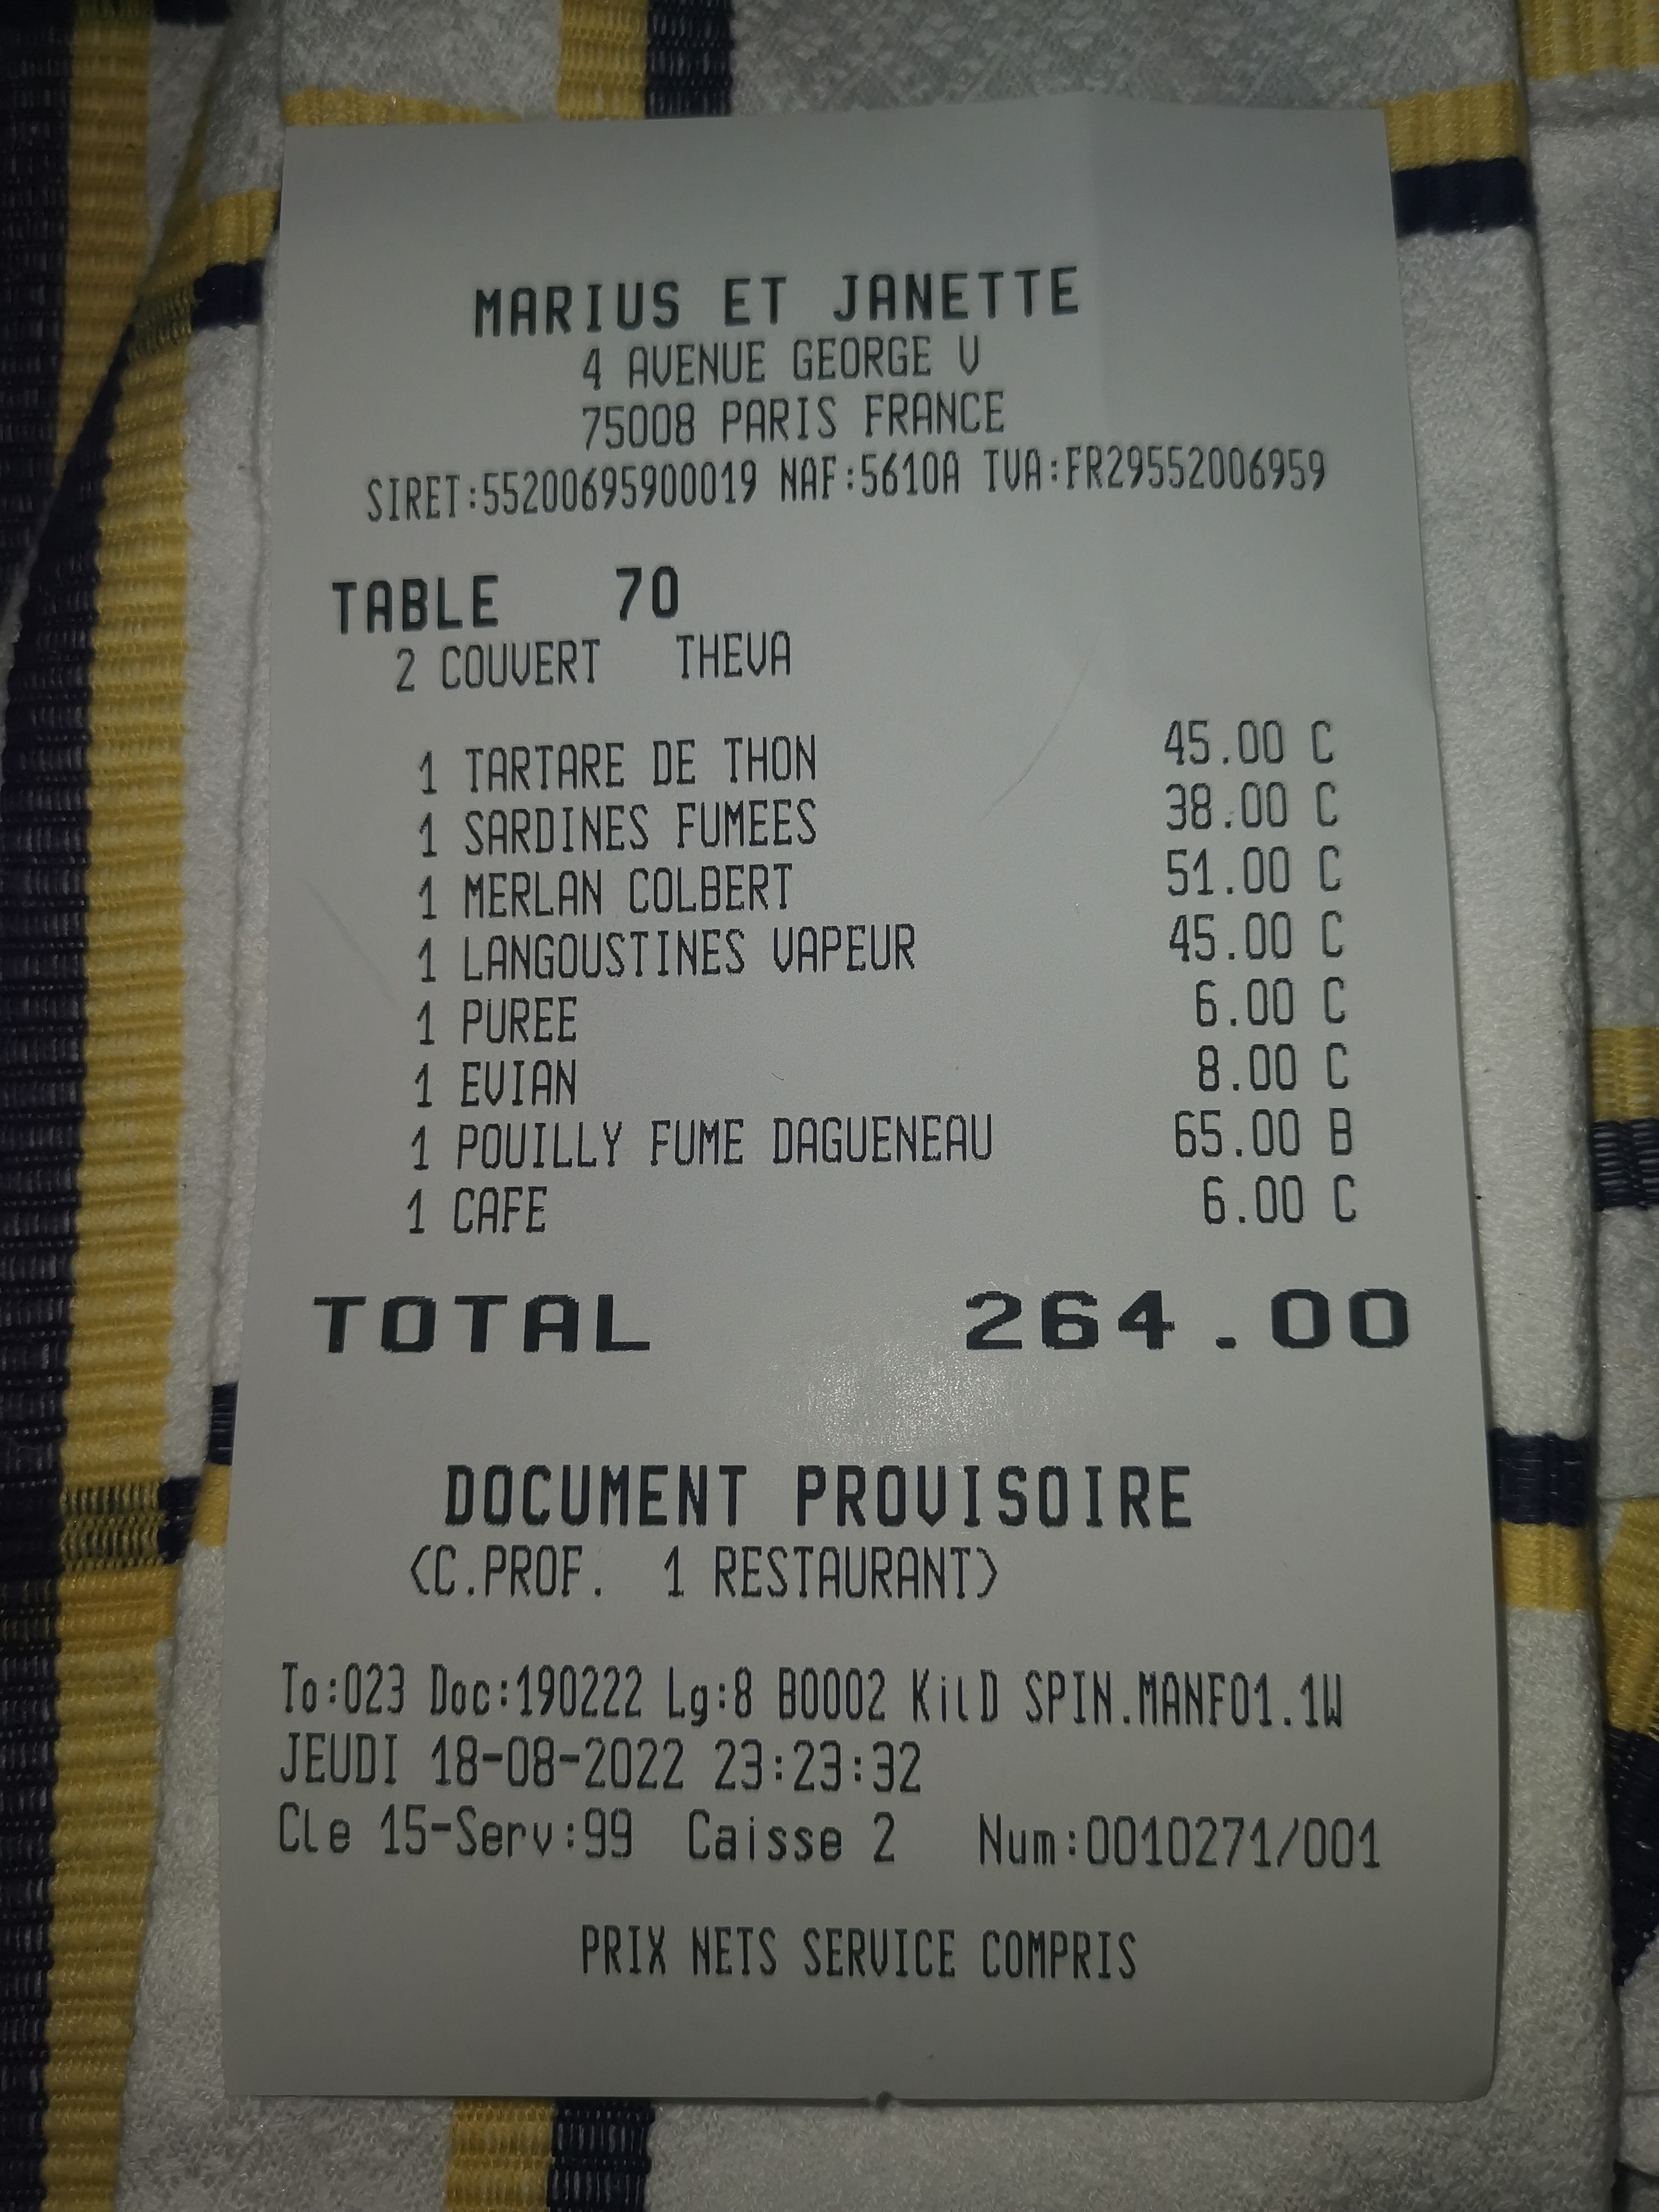 MARIUS ET JANETTE
4 AVENUE GEORGE V
75008 PARIS FRANCE
SIRET:55200695900019 NAF:5610A TVA:FR29552006959
TABLE 70
2 COUVERT THEVA
1 TARTARE DE THON 45.00 C
1 SARDINES FUMEES 38.00 C
1 MERLAN COLBERT 51.00 C
1 LANGOUSTINES VAPEUR 45.00 C
1 PUREE 6.00 C
1 EVIAN 8.00 C
1 POUILLY FUME DAGUENEAU 65.00 B
1 CAFE 6.00 C
TOTAL 264.00
DOCUMENT PROVISOIRE
<C.PROF. 1 RESTAURANT>
To:023 Doc:190222 Lg:8 B0002 KilD SPIN.MANF01.1W
JEUDI 18-08-2022 23:23:32
Cle 15-Serv:99 Caisse 2 Num:0010271/001
PRIX NETS SERVICE COMPRIS